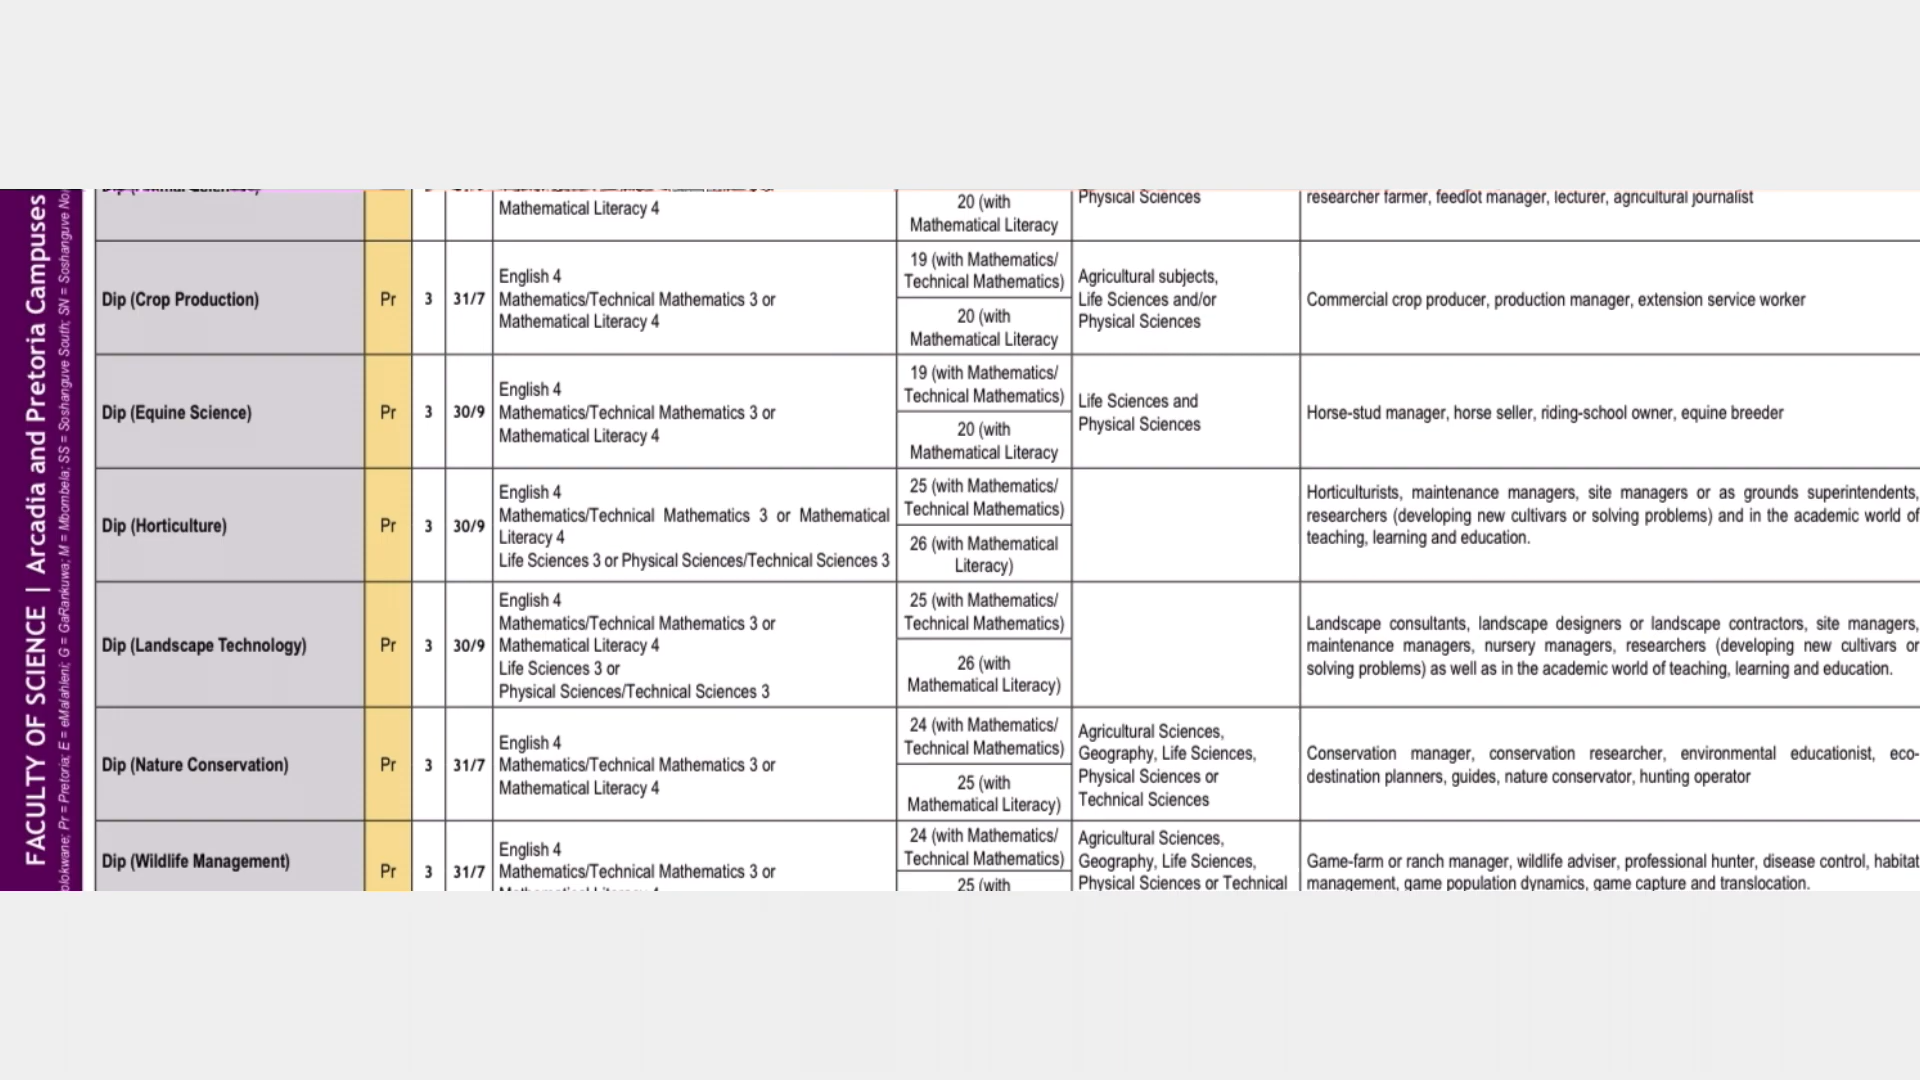 FACULTY OF SCIENCE | Arcadia and Pretoria Campuses
olokwane; Pr = Pretoria; E = eMalahleni; G = GaRankuwa; M = Mbombela; SS = Soshanguve South; SN = Soshanguve Nor
Mathematical Literacy 4
20 (with
Mathematical Literacy
Physical Sciences
researcher farmer, feedlot manager, lecturer, agricultural journalist
Dip (Crop Production)
Pr
3
31/7
English 4
Mathematics/Technical Mathematics 3 or
Mathematical Literacy 4
19 (with Mathematics/
Technical Mathematics)
20 (with
Mathematical Literacy
Agricultural subjects,
Life Sciences and/or
Physical Sciences
Commercial crop producer, production manager, extension service worker
Dip (Equine Science)
Pr
3
30/9
English 4
Mathematics/Technical Mathematics 3 or
Mathematical Literacy 4
19 (with Mathematics/
Technical Mathematics)
20 (with
Mathematical Literacy
Life Sciences and
Physical Sciences
Horse-stud manager, horse seller, riding-school owner, equine breeder
Dip (Horticulture)
Pr
3
30/9
English 4
Mathematics/Technical Mathematics 3 or Mathematical
Literacy 4
Life Sciences 3 or Physical Sciences/Technical Sciences 3
25 (with Mathematics/
Technical Mathematics)
26 (with Mathematical
Literacy)
Horticulturists, maintenance managers, site managers or as grounds superintendents,
researchers (developing new cultivars or solving problems) and in the academic world of
teaching, learning and education.
Dip (Landscape Technology)
Pr
3
30/9
English 4
Mathematics/Technical Mathematics 3 or
Mathematical Literacy 4
Life Sciences 3 or
Physical Sciences/Technical Sciences 3
25 (with Mathematics/
Technical Mathematics)
26 (with
Mathematical Literacy)
Landscape consultants, landscape designers or landscape contractors, site managers,
maintenance managers, nursery managers, researchers (developing new cultivars or
solving problems) as well as in the academic world of teaching, learning and education.
Dip (Nature Conservation)
Pr
3
31/7
English 4
Mathematics/Technical Mathematics 3 or
Mathematical Literacy 4
24 (with Mathematics/
Technical Mathematics)
25 (with
Mathematical Literacy)
Agricultural Sciences,
Geography, Life Sciences,
Physical Sciences or
Technical Sciences
Conservation manager, conservation researcher, environmental educationist, eco-
destination planners, guides, nature conservator, hunting operator
Dip (Wildlife Management)
Pr
3
31/7
English 4
Mathematics/Technical Mathematics 3 or
24 (with Mathematics/
Technical Mathematics)
25 (with
Agricultural Sciences,
Geography, Life Sciences,
Physical Sciences or Technical
Game-farm or ranch manager, wildlife adviser, professional hunter, disease control, habitat
management, game population dynamics, game capture and translocation.